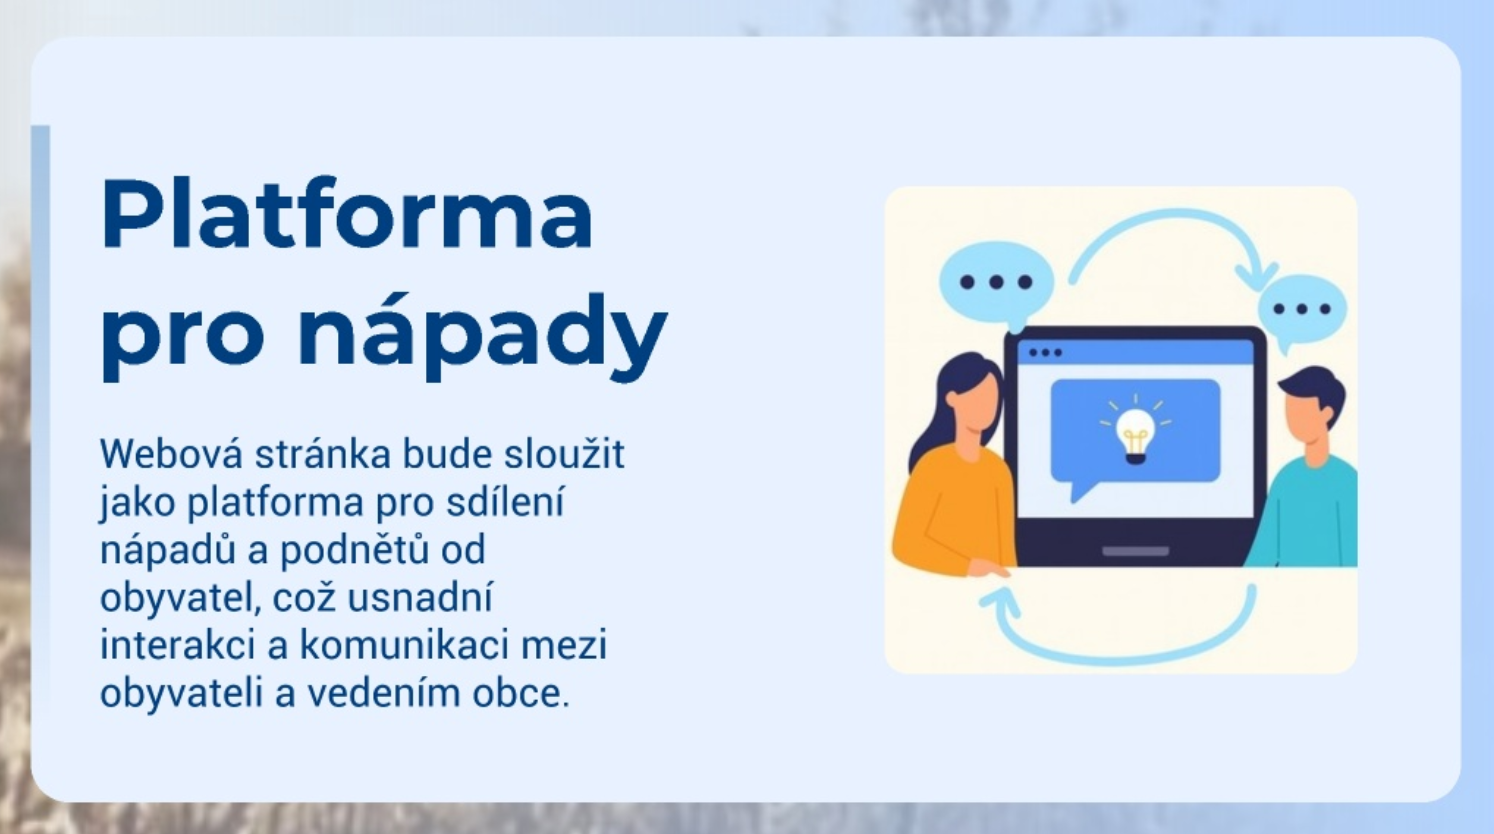 Platforma
pro nápady
Webová stránka bude sloužit
jako platforma pro sdílení
nápadů a podnětů od
obyvatel, což usnadní
interakci a komunikaci mezi
obyvateli a vedením obce.